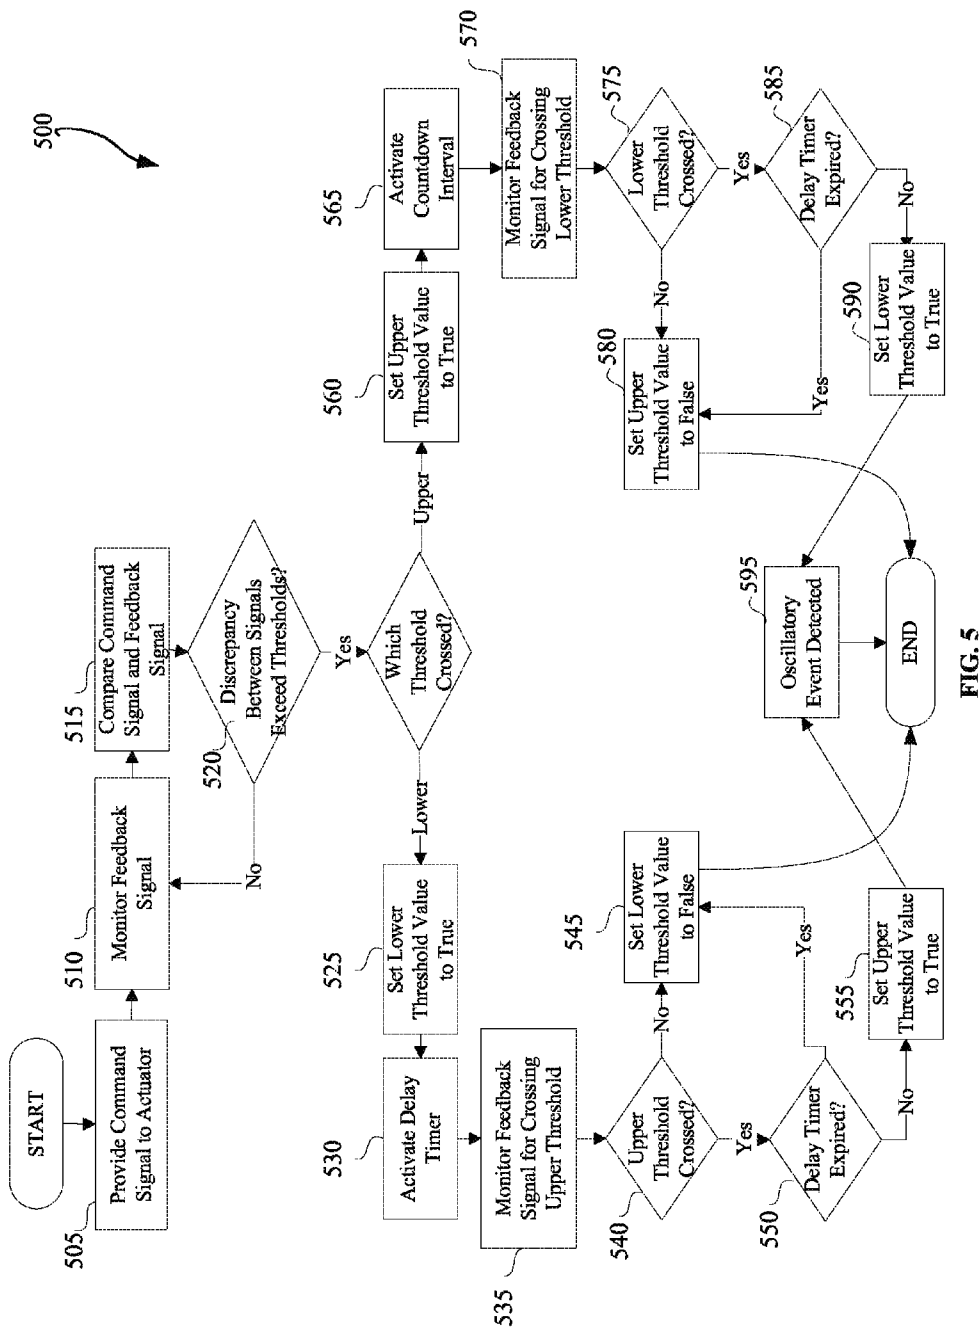 500
START
505
Provide Command
Signal to Actuator
510
Monitor Feedback
Signal
515
Compare Command
Signal and Feedback
Signal
520
Discrepancy
Between Signals
Exceed Thresholds?
No
Yes
Which
Threshold
Crossed?
Lower
Upper
525
Set Lower
Threshold Value
to True
530
Activate Delay
Timer
535
Monitor Feedback
Signal for Crossing
Upper Threshold
540
Upper
Threshold
Crossed?
No
Yes
545
Set Lower
Threshold Value
to False
550
Delay Timer
Expired?
Yes
No
555
Set Upper
Threshold Value
to True
560
Set Upper
Threshold Value
to True
565
Activate
Countdown
Interval
570
Monitor Feedback
Signal for Crossing
Lower Threshold
575
Lower
Threshold
Crossed?
No
Yes
580
Set Upper
Threshold Value
to False
585
Delay Timer
Expired?
Yes
No
590
Set Lower
Threshold Value
to True
595
Oscillatory
Event Detected
END
FIG. 5